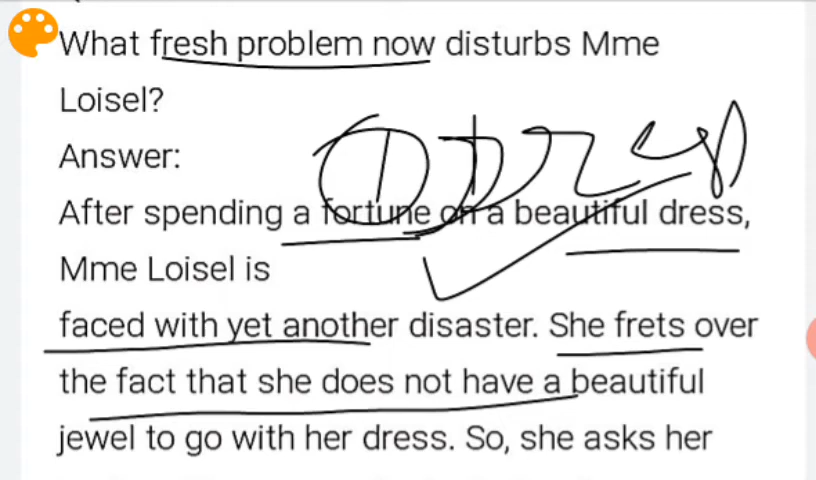 What fresh problem now disturbs Mme
Loisel?
Answer:
After spending a fortune on a beautiful dress,
Mme Loisel is
faced with yet another disaster. She frets over
the fact that she does not have a beautiful
jewel to go with her dress. So, she asks her